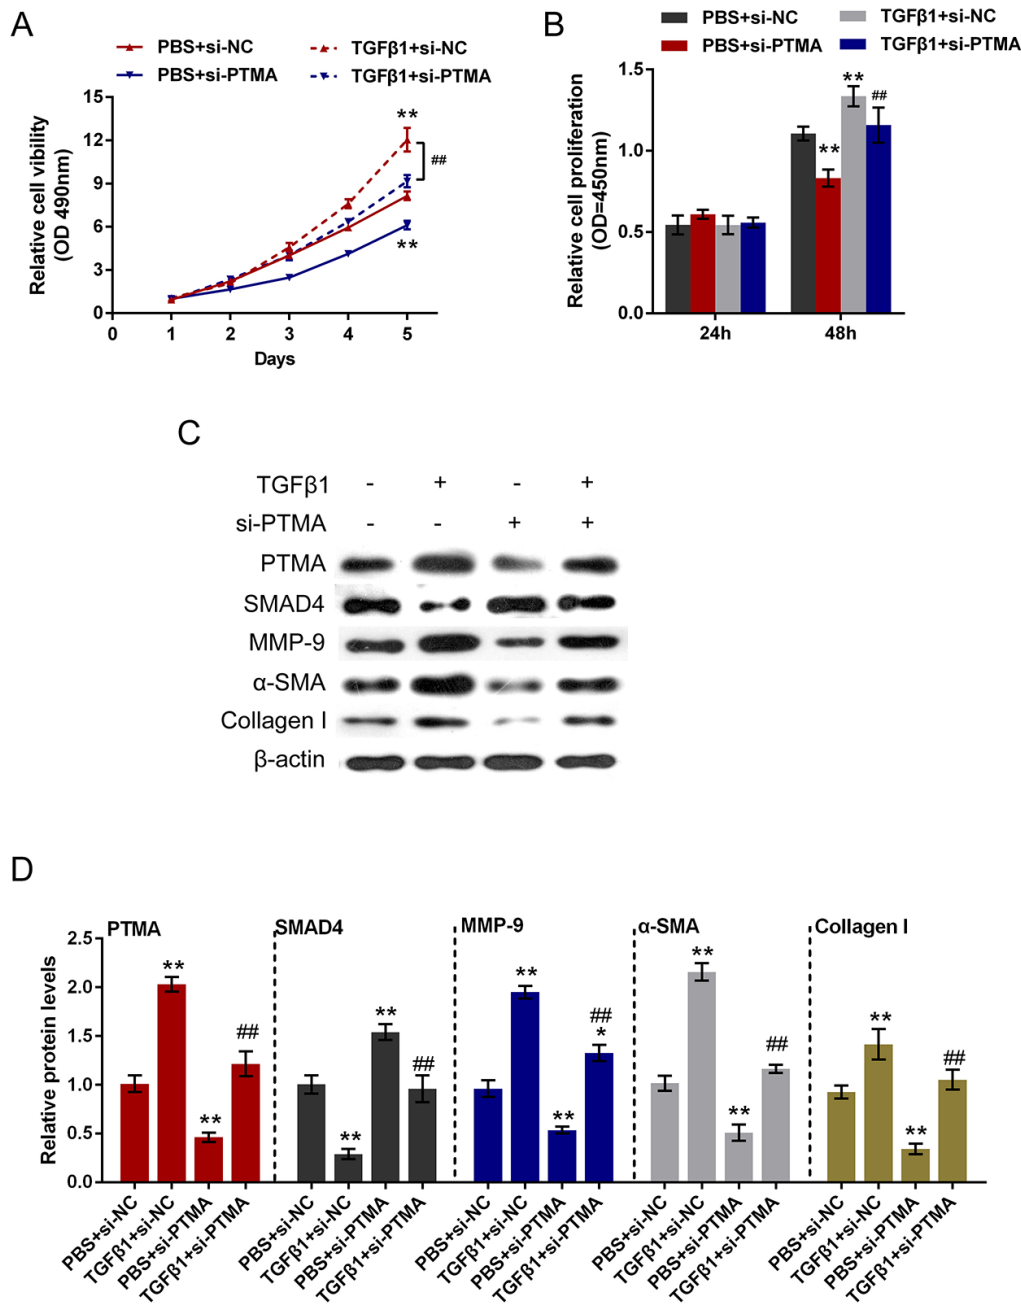 A
PBS+si-NC
TGFβ1+si-NC
PBS+si-PTMA
TGFβ1+si-PTMA
Relative cell vibility
(OD 490nm)
15
12
9
6
3
0
**
##
**
0
1
2
3
4
5
Days
B
PBS+si-NC
TGFβ1+si-NC
PBS+si-PTMA
TGFβ1+si-PTMA
Relative cell proliferation
(OD=450nm)
1.5
1.0
0.5
0.0
**
**
##
24h
48h
C
TGFβ1 - + - +
si-PTMA - - + +
PTMA
SMAD4
MMP-9
α-SMA
Collagen I
β-actin
D
PTMA
SMAD4
MMP-9
α-SMA
Collagen I
Relative protein levels
2.5
2.0
1.5
1.0
0.5
0.0
**
**
##
**
**
##
**
**
##
*
**
**
##
**
**
##
PBS+si-NC
TGFβ1+si-NC
PBS+si-PTMA
TGFβ1+si-PTMA
PBS+si-NC
TGFβ1+si-NC
PBS+si-PTMA
TGFβ1+si-PTMA
PBS+si-NC
TGFβ1+si-NC
PBS+si-PTMA
TGFβ1+si-PTMA
PBS+si-NC
TGFβ1+si-NC
PBS+si-PTMA
TGFβ1+si-PTMA
PBS+si-NC
TGFβ1+si-NC
PBS+si-PTMA
TGFβ1+si-PTMA